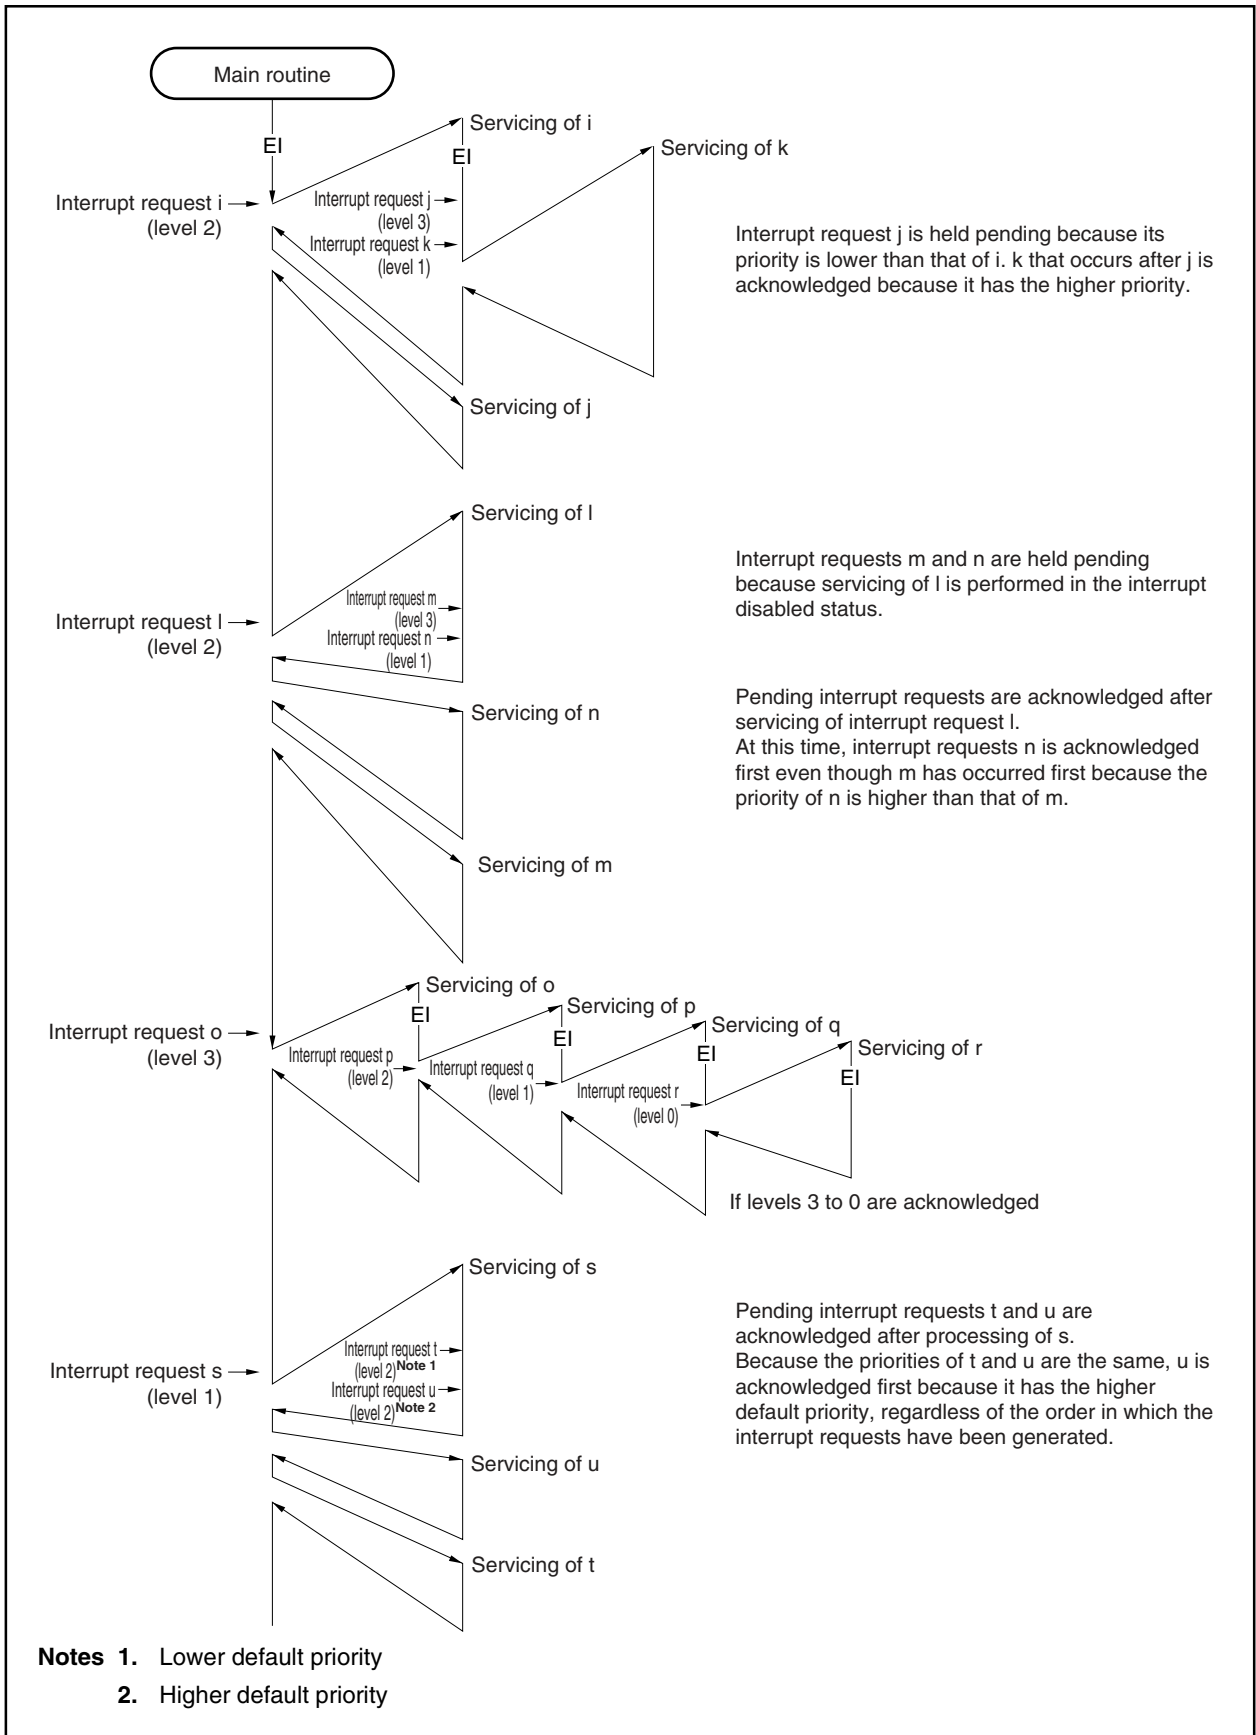 Main routine
EI
Servicing of i
EI
Servicing of k
Interrupt request i
(level 2)
Interrupt request j
(level 3)
Interrupt request k
(level 1)
Interrupt request j is held pending because its
priority is lower than that of i. k that occurs after j is
acknowledged because it has the higher priority.
Servicing of j
Servicing of l
Interrupt request l
(level 2)
Interrupt request m
(level 3)
Interrupt request n
(level 1)
Interrupt requests m and n are held pending
because servicing of l is performed in the interrupt
disabled status.
Servicing of n
Pending interrupt requests are acknowledged after
servicing of interrupt request l.
At this time, interrupt requests n is acknowledged
first even though m has occurred first because the
priority of n is higher than that of m.
Servicing of m
Interrupt request o
(level 3)
Servicing of o
EI
Interrupt request p
(level 2)
Servicing of p
EI
Interrupt request q
(level 1)
Servicing of q
EI
Interrupt request r
(level 0)
Servicing of r
EI
If levels 3 to 0 are acknowledged
Servicing of s
Interrupt request s
(level 1)
Interrupt request t
(level 2)Note 1
Interrupt request u
(level 2)Note 2
Pending interrupt requests t and u are
acknowledged after processing of s.
Because the priorities of t and u are the same, u is
acknowledged first because it has the higher
default priority, regardless of the order in which the
interrupt requests have been generated.
Servicing of u
Servicing of t
Notes 1. Lower default priority
2. Higher default priority